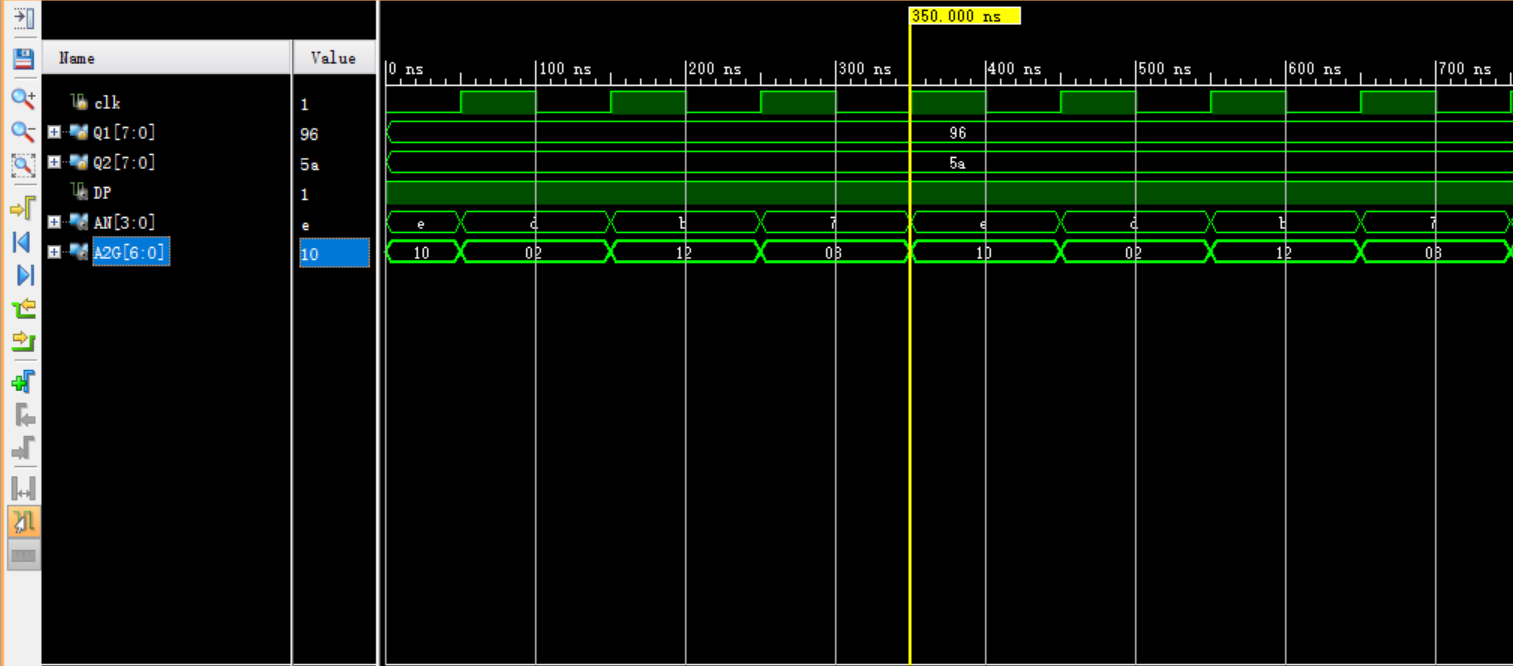 350.000 ns
Name Value
0 ns 100 ns 200 ns 300 ns 400 ns 500 ns 600 ns 700 ns
clk 1
Q1[7:0] 96 96
Q2[7:0] 5a 5a
DP 1
AN[3:0] e e d b 7 e d b 7
A2G[6:0] 10 10 02 12 08 10 02 12 08